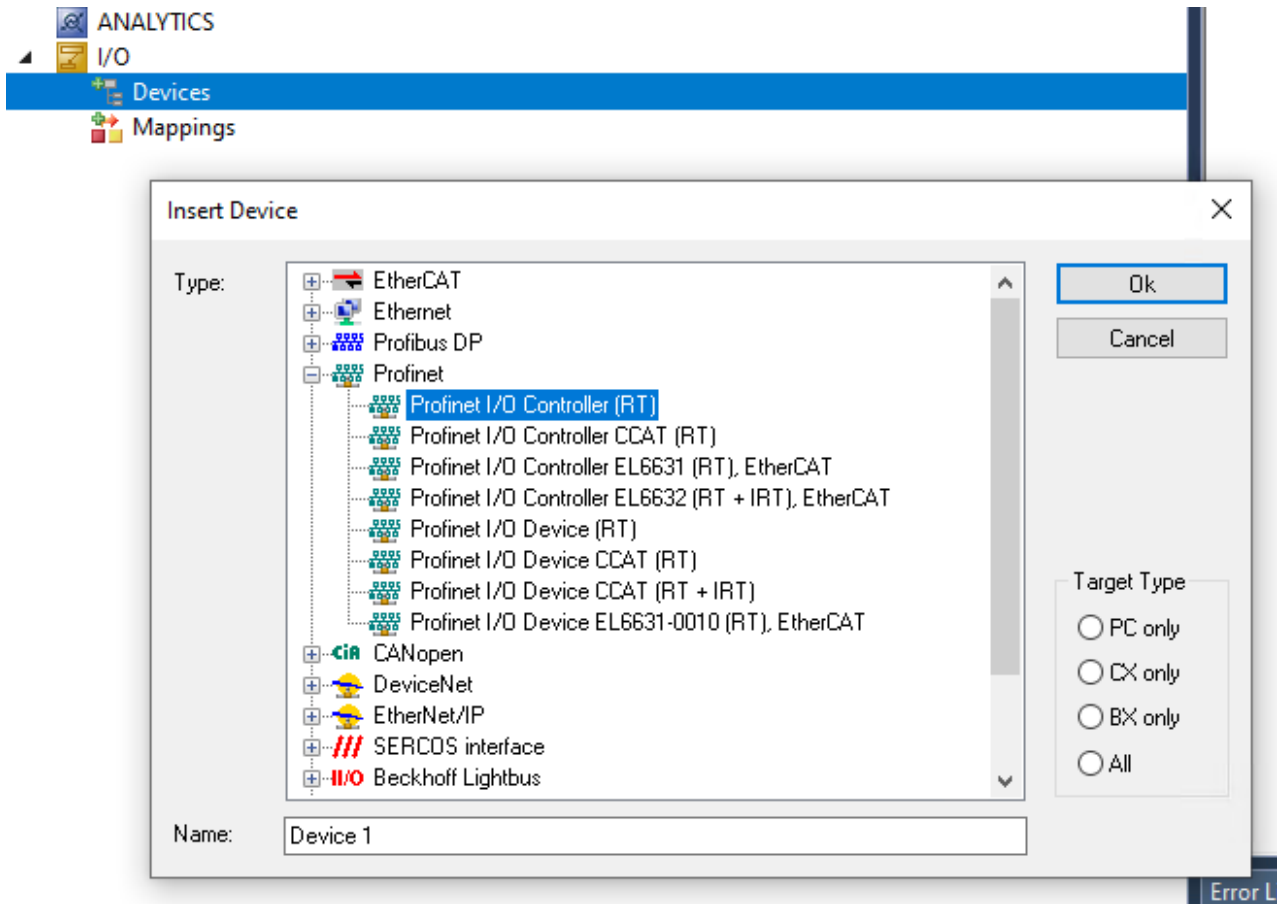 ANALYTICS
I/O
Devices
Mappings
Insert Device
Type:
EtherCAT
Ethernet
Profibus DP
Profinet
Profinet I/O Controller (RT)
Profinet I/O Controller CCAT (RT)
Profinet I/O Controller EL6631 (RT), EtherCAT
Profinet I/O Controller EL6632 (RT + IRT), EtherCAT
Profinet I/O Device (RT)
Profinet I/O Device CCAT (RT)
Profinet I/O Device CCAT (RT + IRT)
Profinet I/O Device EL6631-0010 (RT), EtherCAT
CiA CANopen
DeviceNet
EtherNet/IP
SERCOS interface
II/O Beckhoff Lightbus
Ok
Cancel
Target Type
PC only
CX only
BX only
All
Name:
Device 1
Error L